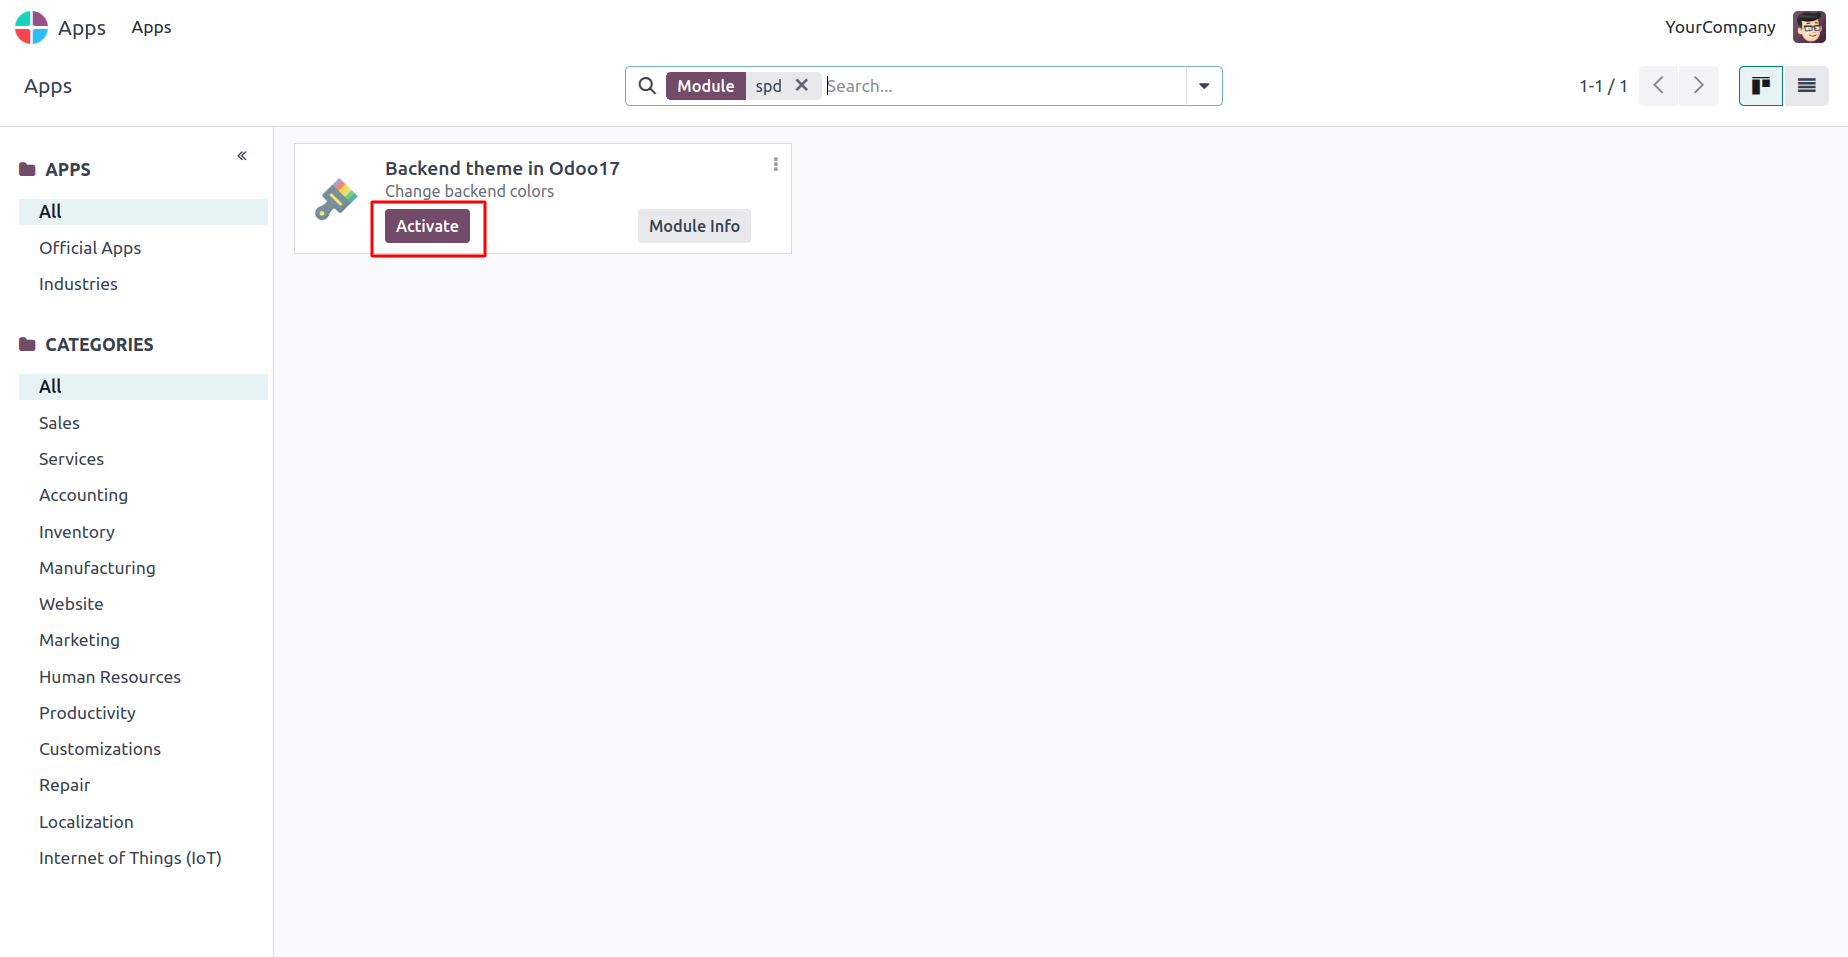 Apps Apps YourCompany
Apps Module spd Search... 1-1 / 1
APPS
All
Official Apps
Industries
CATEGORIES
All
Sales
Services
Accounting
Inventory
Manufacturing
Website
Marketing
Human Resources
Productivity
Customizations
Repair
Localization
Internet of Things (IoT)
Backend theme in Odoo17
Change backend colors
Activate Module Info